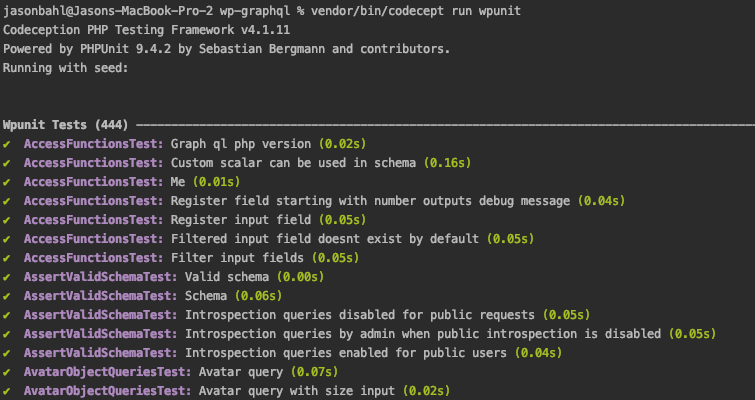 jasonbahl@Jasons-MacBook-Pro-2 wp-graphql % vendor/bin/codecept run wpunit
Codeception PHP Testing Framework v4.1.11
Powered by PHPUnit 9.4.2 by Sebastian Bergmann and contributors.
Running with seed:
Wpunit Tests (444) ----------------------------------------------------------------------------------------
✔ AccessFunctionsTest: Graph ql php version (0.02s)
✔ AccessFunctionsTest: Custom scalar can be used in schema (0.16s)
✔ AccessFunctionsTest: Me (0.01s)
✔ AccessFunctionsTest: Register field starting with number outputs debug message (0.04s)
✔ AccessFunctionsTest: Register input field (0.05s)
✔ AccessFunctionsTest: Filtered input field doesnt exist by default (0.05s)
✔ AccessFunctionsTest: Filter input fields (0.05s)
✔ AssertValidSchemaTest: Valid schema (0.00s)
✔ AssertValidSchemaTest: Schema (0.06s)
✔ AssertValidSchemaTest: Introspection queries disabled for public requests (0.05s)
✔ AssertValidSchemaTest: Introspection queries by admin when public introspection is disabled (0.05s)
✔ AssertValidSchemaTest: Introspection queries enabled for public users (0.04s)
✔ AvatarObjectQueriesTest: Avatar query (0.07s)
✔ AvatarObjectQueriesTest: Avatar query with size input (0.02s)